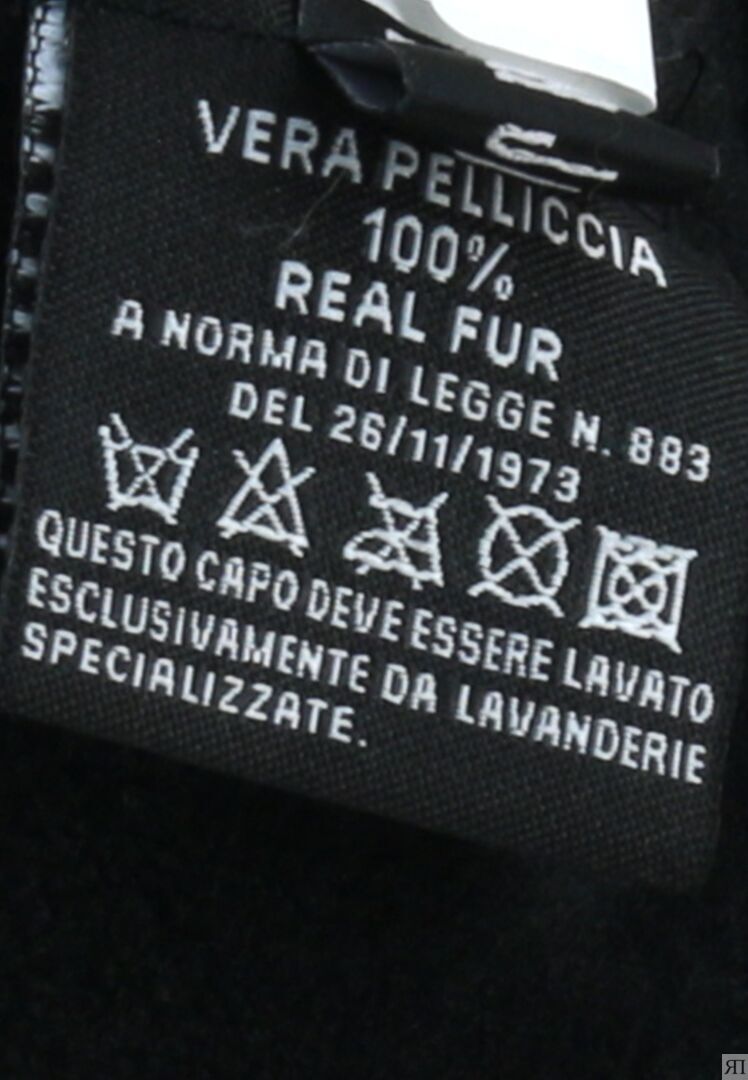 VERA PELLICCIA
100%
REAL FUR
A NORMA DI LEGGE N. 883
DEL 26/11/1973
QUESTO CAPO DEVE ESSERE LAVATO
ESCLUSIVAMENTE DA LAVANDERIE
SPECIALIZZATE.